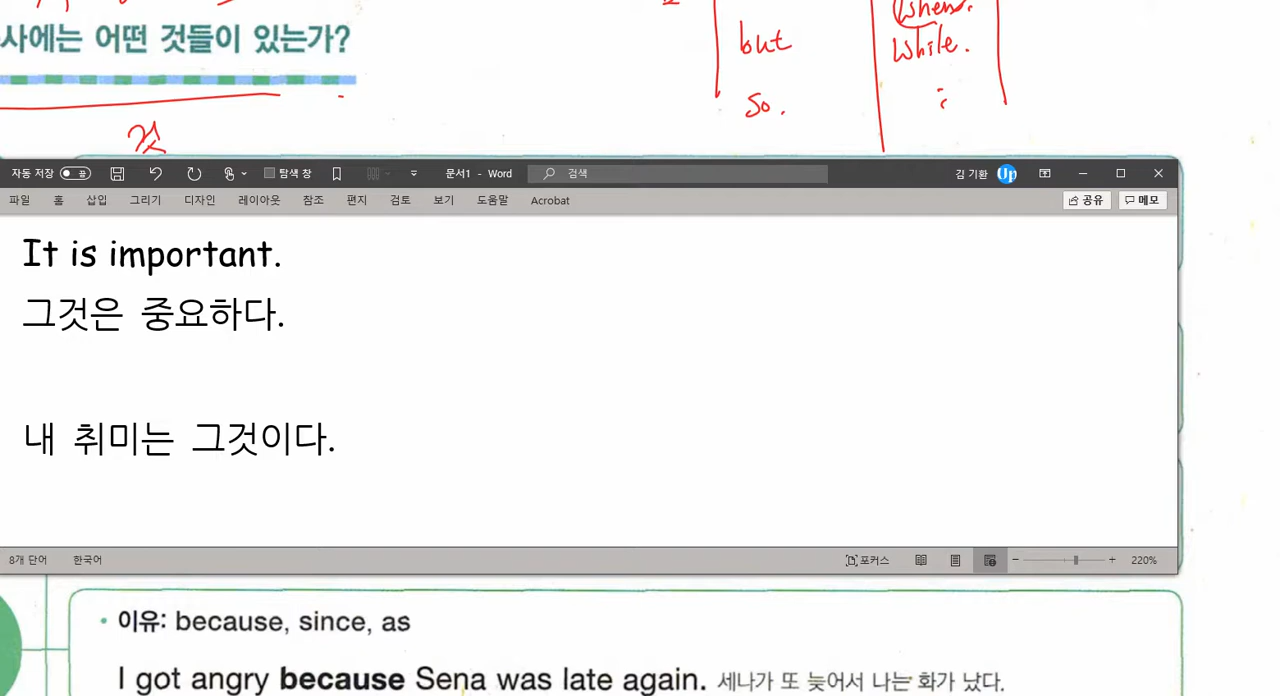 when.
but
while.
사에는 어떤 것들이 있는가?
so.
것
자동 저장 끔 탐색 창 문서1 - Word 검색 김 기환 Up
파일 홈 삽입 그리기 디자인 레이아웃 참조 편지 검토 보기 도움말 Acrobat 공유 메모
It is important.
그것은 중요하다.
내 취미는 그것이다.
8개 단어 한국어 포커스 220%
• 이유: because, since, as
I got angry because Sena was late again. 세나가 또 늦어서 나는 화가 났다.